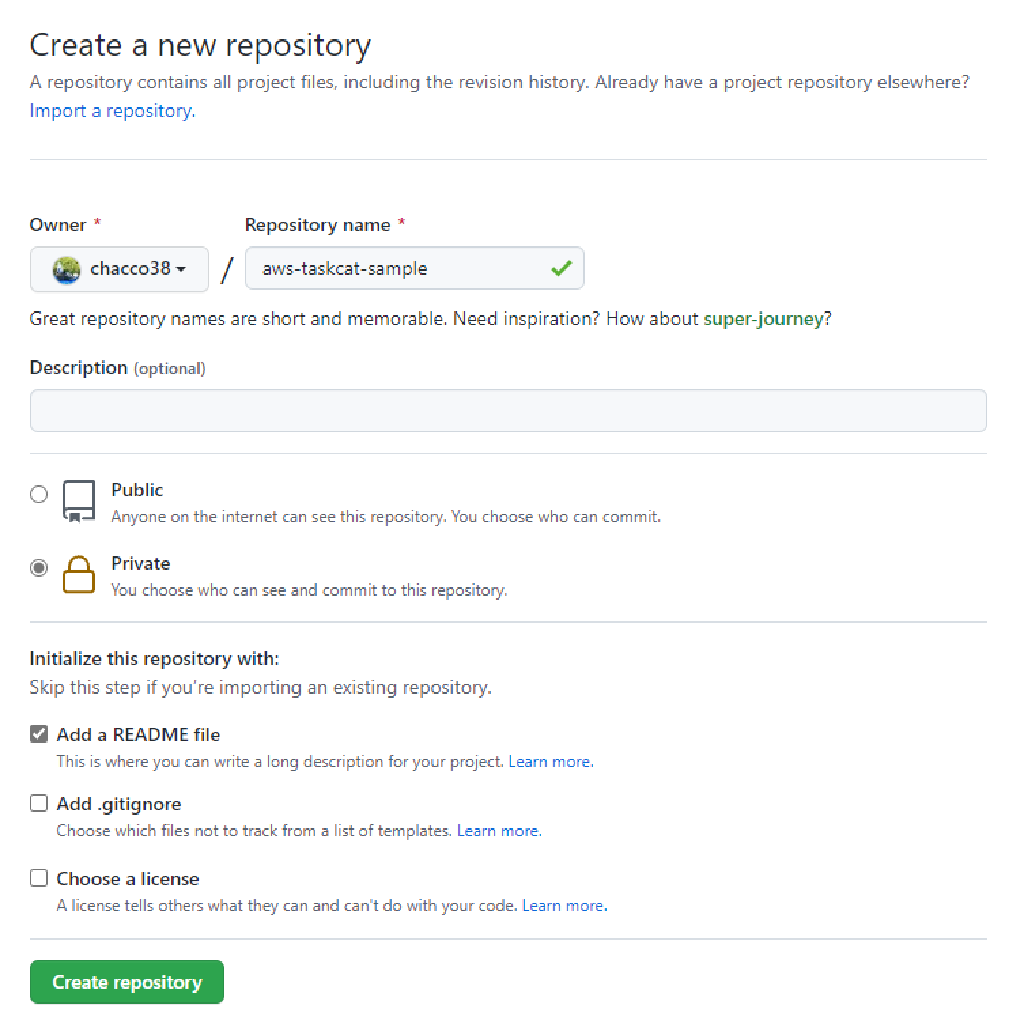 Create a new repository
A repository contains all project files, including the revision history. Already have a project repository elsewhere?
Import a repository.
Owner * Repository name *
chacco38 / aws-taskcat-sample
Great repository names are short and memorable. Need inspiration? How about super-journey?
Description (optional)
Public
Anyone on the internet can see this repository. You choose who can commit.
Private
You choose who can see and commit to this repository.
Initialize this repository with:
Skip this step if you're importing an existing repository.
Add a README file
This is where you can write a long description for your project. Learn more.
Add .gitignore
Choose which files not to track from a list of templates. Learn more.
Choose a license
A license tells others what they can and can't do with your code. Learn more.
Create repository